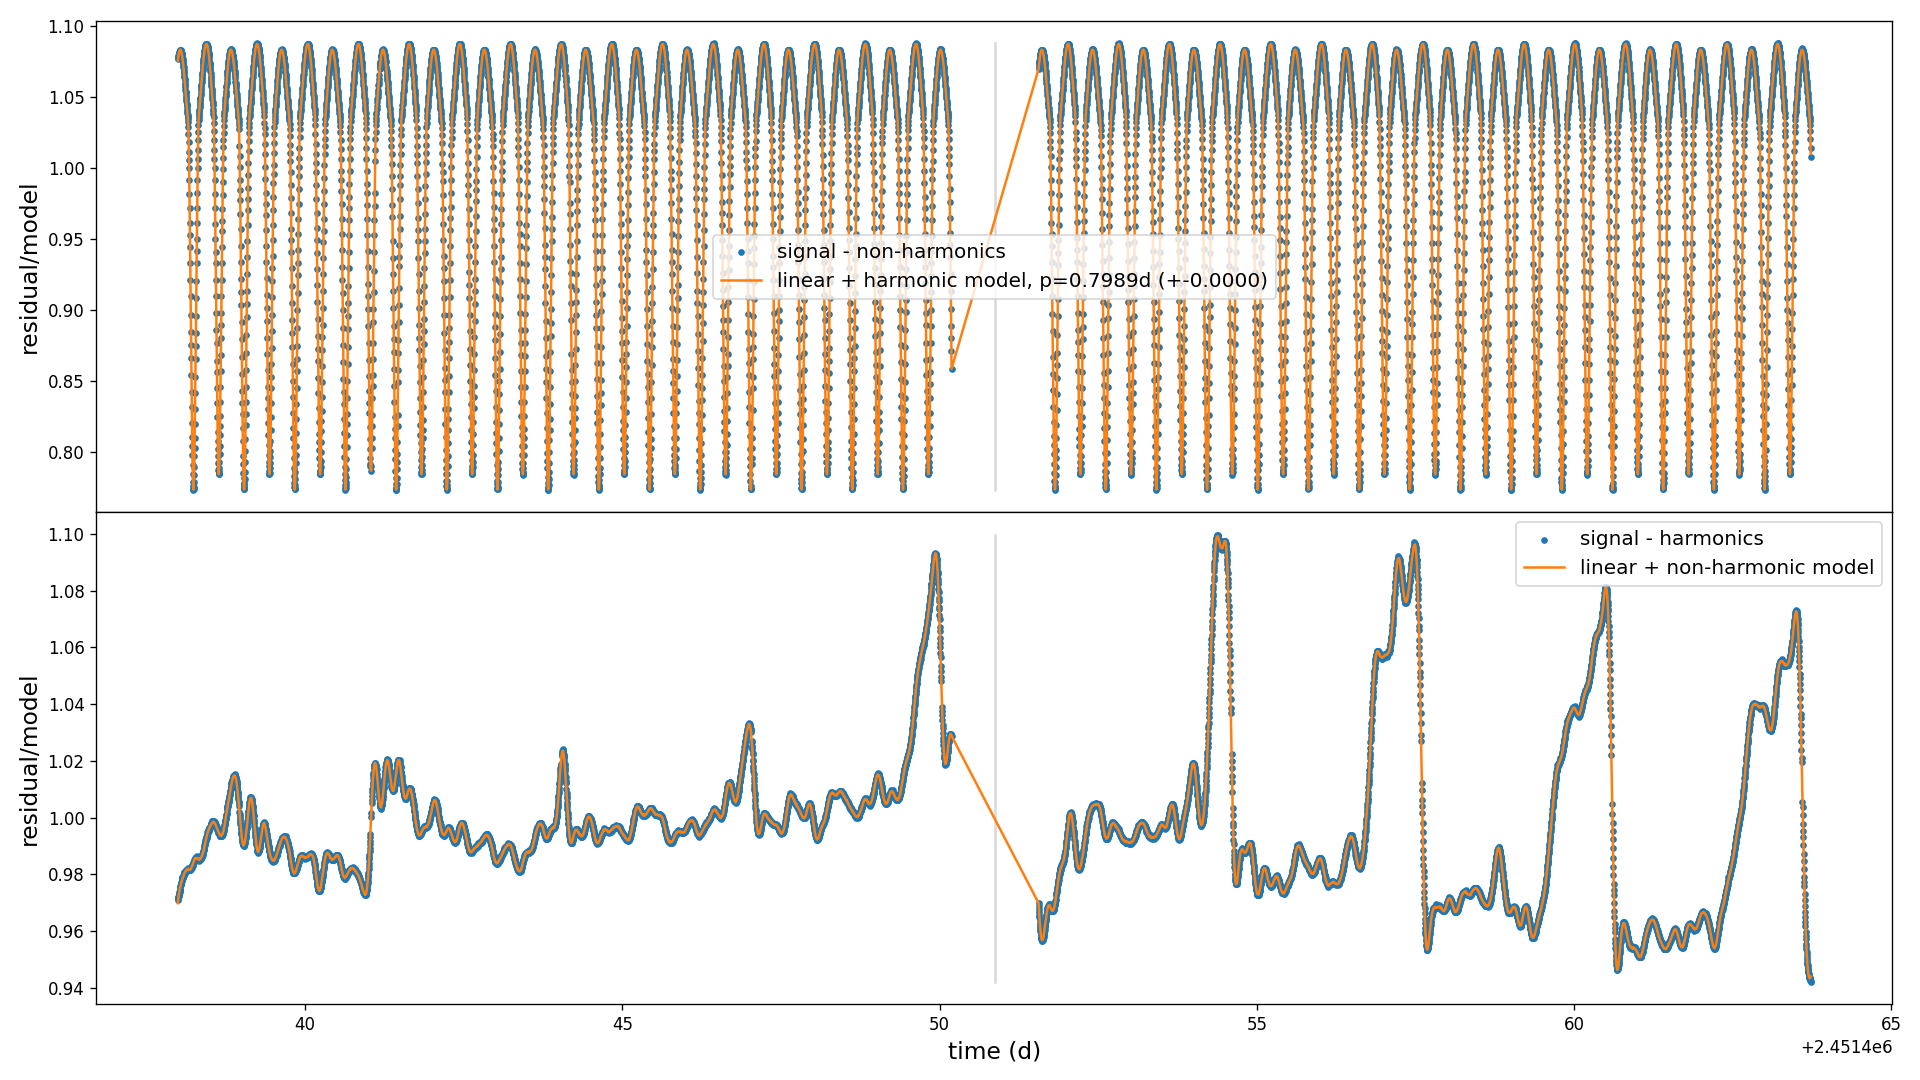 1.10
1.05
1.00
0.95
0.90
0.85
0.80
residual/model
signal - non-harmonics
linear + harmonic model, p=0.7989d (+-0.0000)
1.10
1.08
1.06
1.04
1.02
1.00
0.98
0.96
0.94
residual/model
signal - harmonics
linear + non-harmonic model
40
45
50
55
60
65
time (d)
+2.4514e6